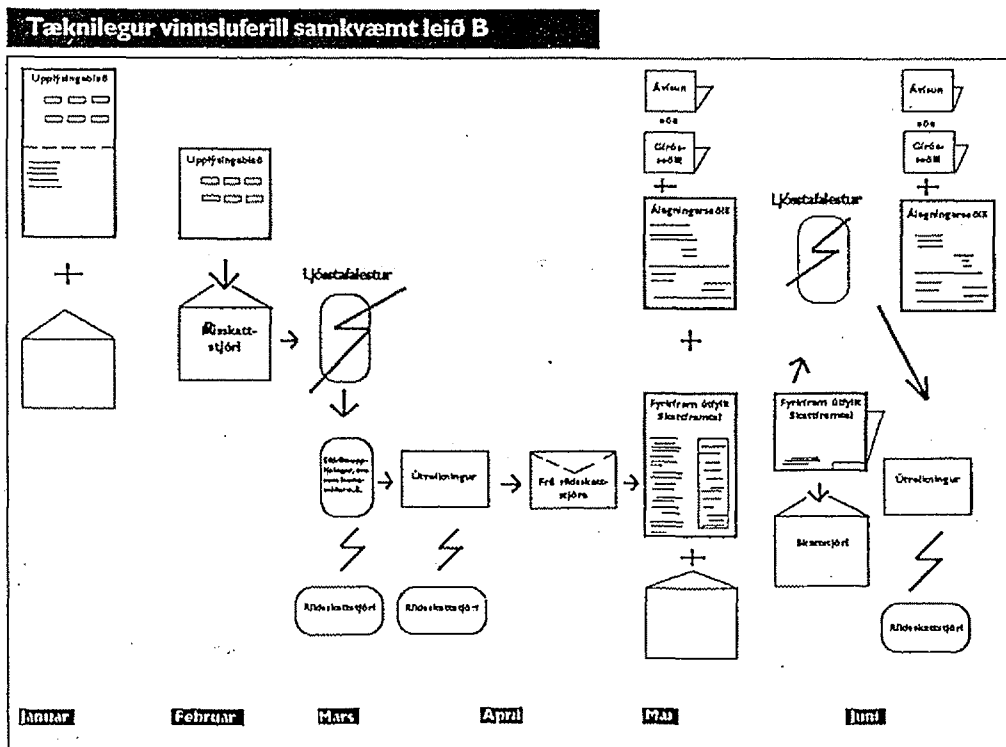 Tæknilegur vinnsluferill samkvæmt leið B
Upplýsingablað
Upplýsingablað
Ríkisskatt-
stjóri
Ljósstafalestur
Útreikningur
Ríkisskattstjóri
Ríkisskattstjóri
Frá ríkisskatt-
stjóra
Ávísun
eða
Gíró-
seðill
Álagningarseðill
Fyrirfram útfyllt
Skattframtal
Ljósstafalestur
Fyrirfram útfyllt
Skattframtal
Skattstjóri
Ávísun
eða
Gíró-
seðill
Álagningarseðill
Útreikningur
Ríkisskattstjóri
Janúar
Febrúar
Mars
Apríl
Maí
Júní